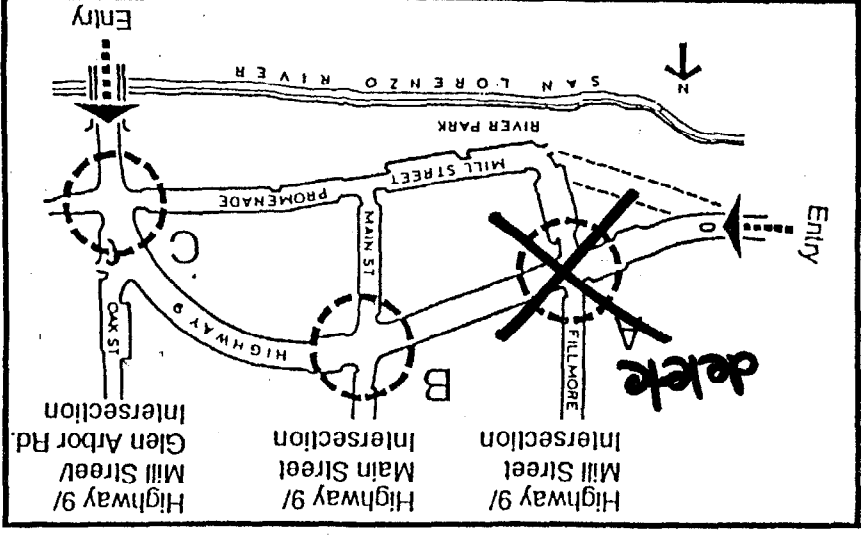 Highway 9/
Mill Street/
Glen Arbor Rd.
Intersection
Highway 9/
Main Street
Intersection
Highway 9/
Mill Street
Intersection
delete
A
B
C
OAK ST
HIGHWAY 9
MAIN ST
FILLMORE
PROMENADE
MILL STREET
RIVER PARK
SAN LORENZO RIVER
Entry
Entry
N